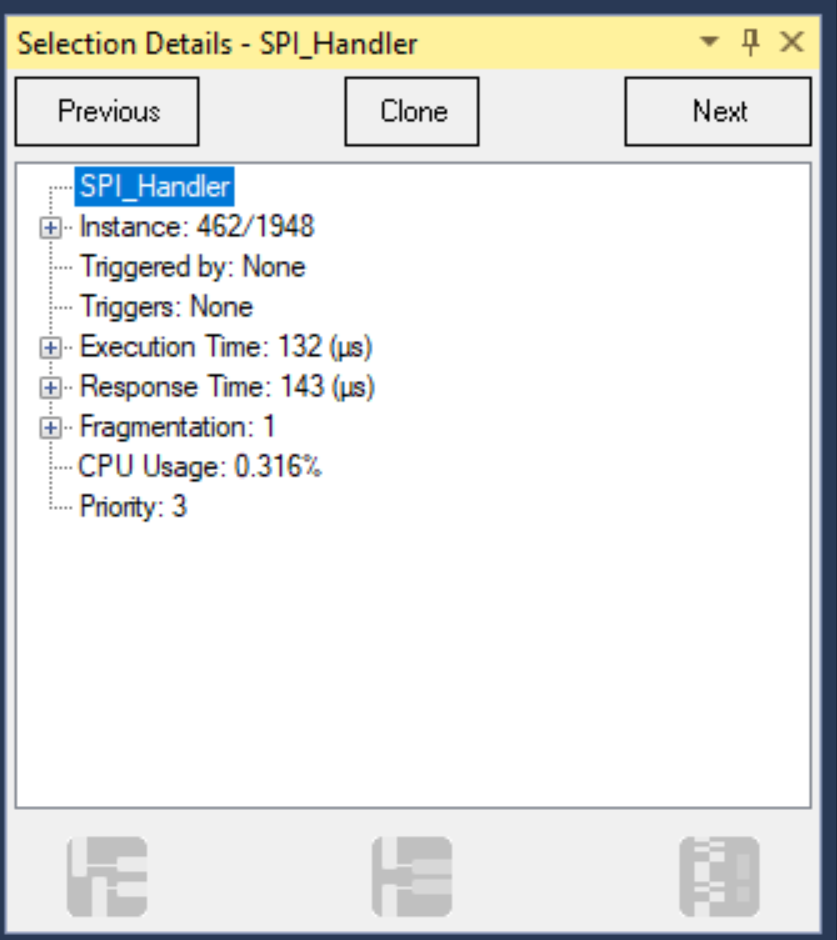 Selection Details - SPI_Handler
Previous Clone Next
SPI_Handler
Instance: 462/1948
Triggered by: None
Triggers: None
Execution Time: 132 (µs)
Response Time: 143 (µs)
Fragmentation: 1
CPU Usage: 0.316%
Priority: 3